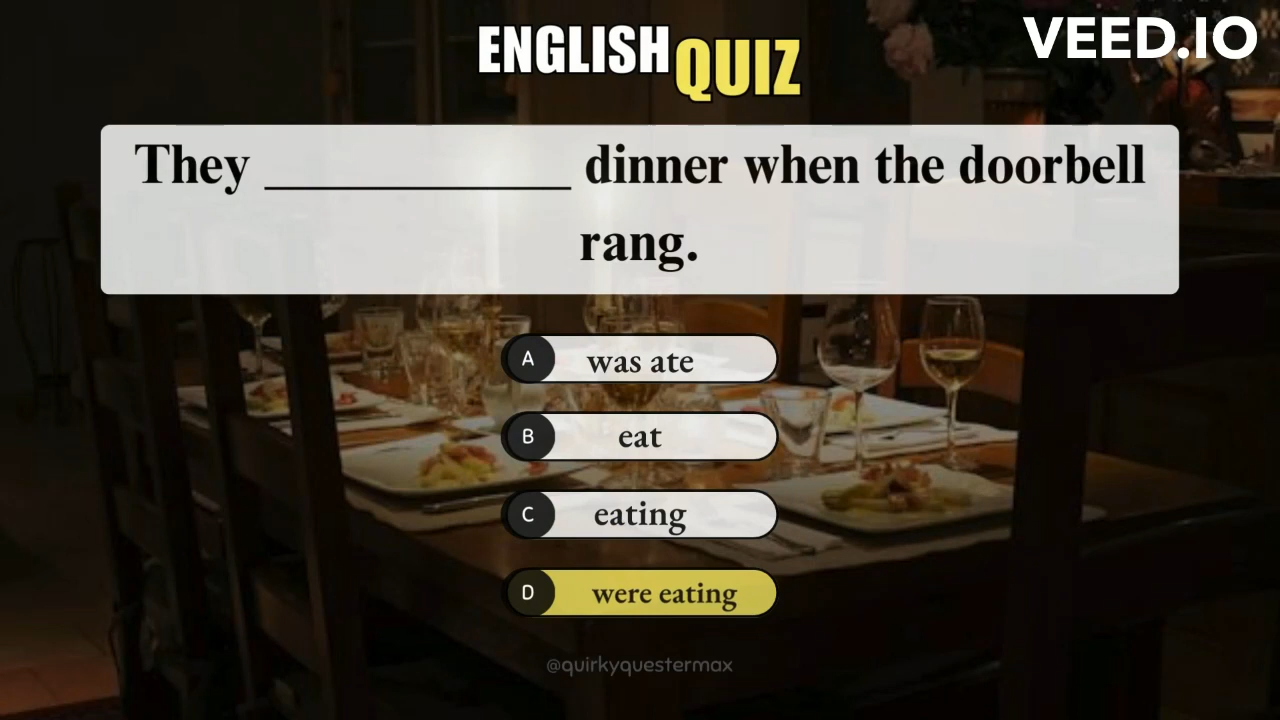 VEED.IO
ENGLISH QUIZ
They ____________ dinner when the doorbell
rang.
A was ate
B eat
C eating
D were eating
@quirkyquestermax